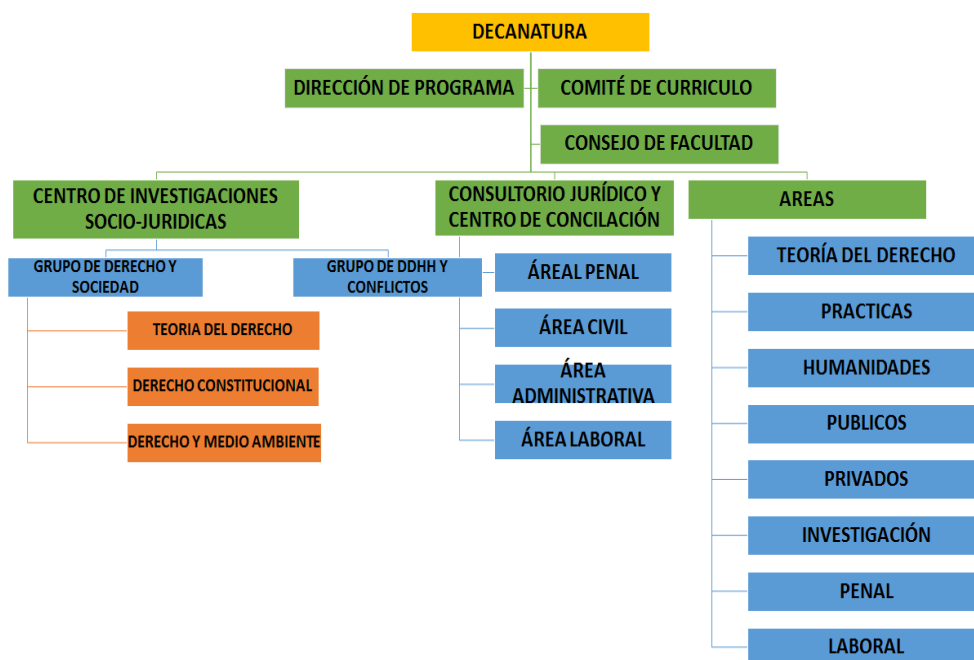 DECANATURA
DIRECCIÓN DE PROGRAMA
COMITÉ DE CURRICULO
CONSEJO DE FACULTAD
CENTRO DE INVESTIGACIONES
SOCIO-JURIDICAS
CONSULTORIO JURÍDICO Y
CENTRO DE CONCILACIÓN
AREAS
GRUPO DE DERECHO Y
SOCIEDAD
GRUPO DE DDHH Y
CONFLICTOS
TEORIA DEL DERECHO
DERECHO CONSTITUCIONAL
DERECHO Y MEDIO AMBIENTE
ÁREAL PENAL
ÁREA CIVIL
ÁREA
ADMINISTRATIVA
ÁREA LABORAL
TEORÍA DEL DERECHO
PRACTICAS
HUMANIDADES
PUBLICOS
PRIVADOS
INVESTIGACIÓN
PENAL
LABORAL